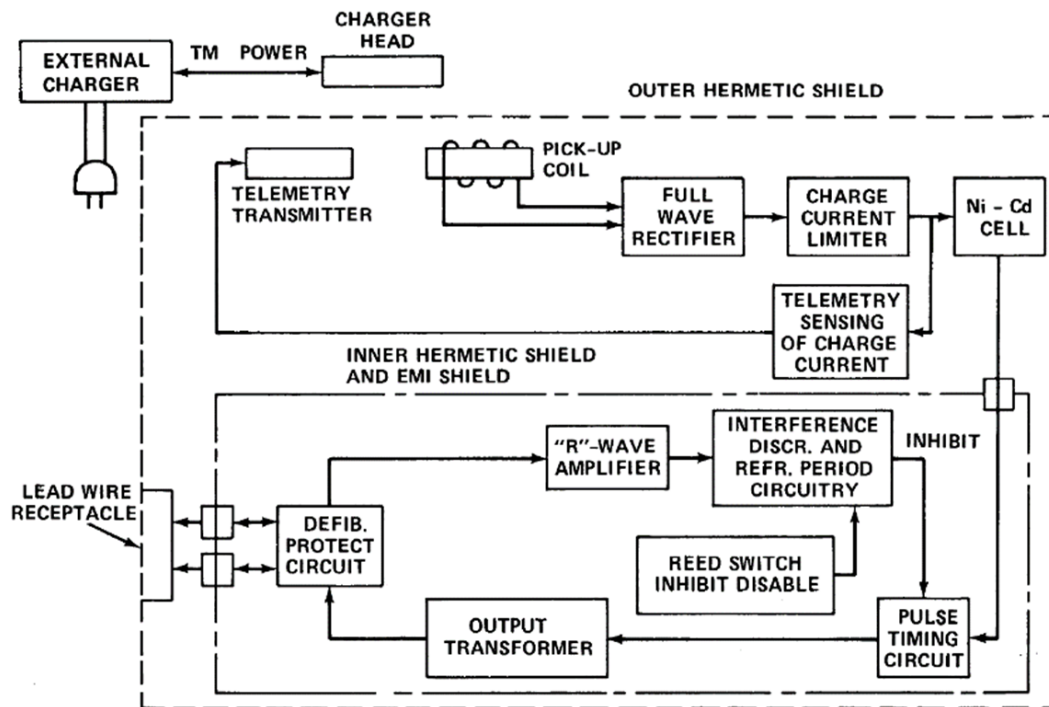 EXTERNAL
CHARGER
TM POWER
CHARGER
HEAD
OUTER HERMETIC SHIELD
TELEMETRY
TRANSMITTER
PICK-UP
COIL
FULL
WAVE
RECTIFIER
CHARGE
CURRENT
LIMITER
Ni - Cd
CELL
TELEMETRY
SENSING
OF CHARGE
CURRENT
INNER HERMETIC SHIELD
AND EMI SHIELD
"R"-WAVE
AMPLIFIER
INTERFERENCE
DISCR. AND
REFR. PERIOD
CIRCUITRY
INHIBIT
LEAD WIRE
RECEPTACLE
DEFIB.
PROTECT
CIRCUIT
REED SWITCH
INHIBIT DISABLE
OUTPUT
TRANSFORMER
PULSE
TIMING
CIRCUIT